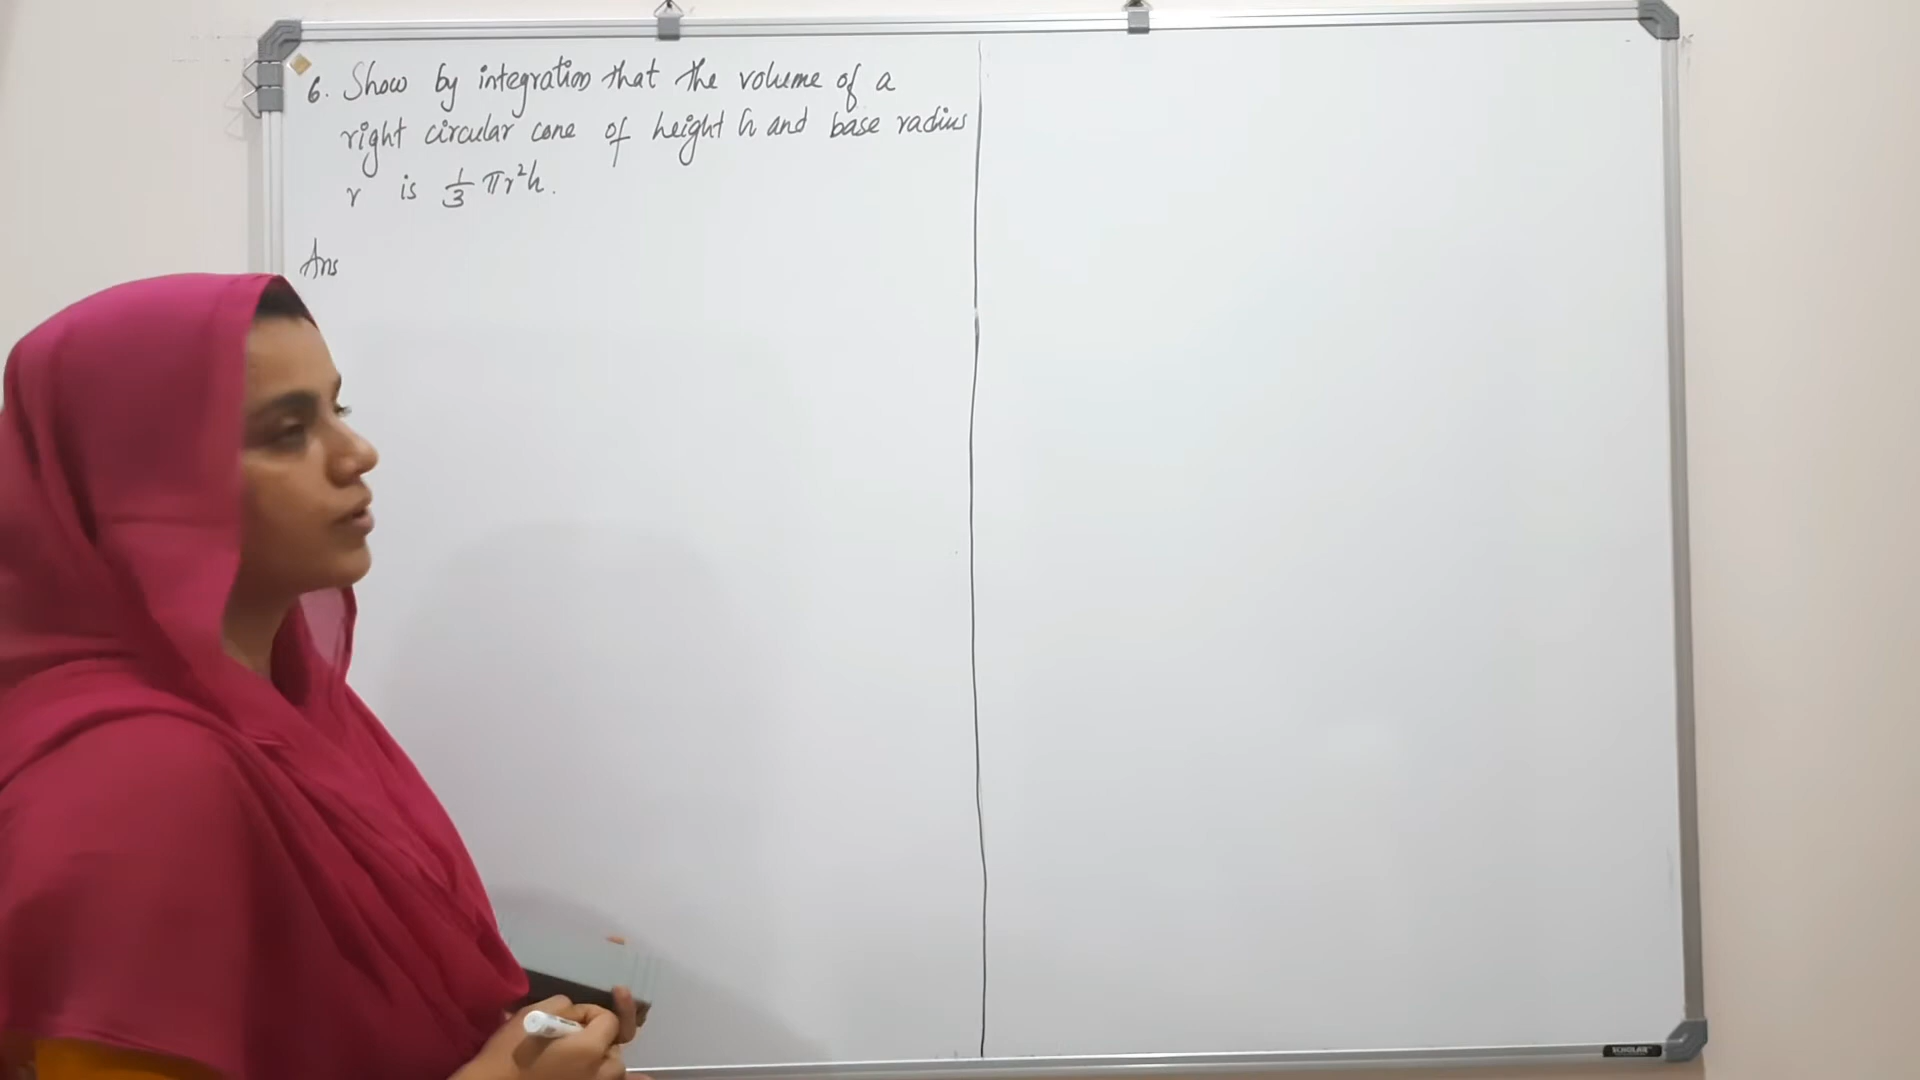 6. Show by integration that the volume of a
right circular cone of height h and base radius
r is 1/3 πr²h.
Ans
SCHOLAR